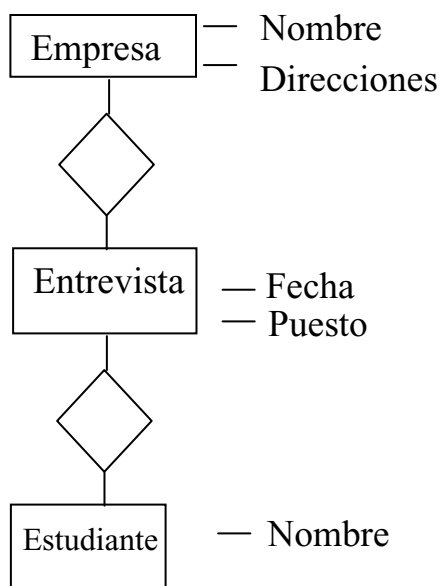 Empresa
Nombre
Direcciones
Entrevista
Fecha
Puesto
Estudiante
Nombre